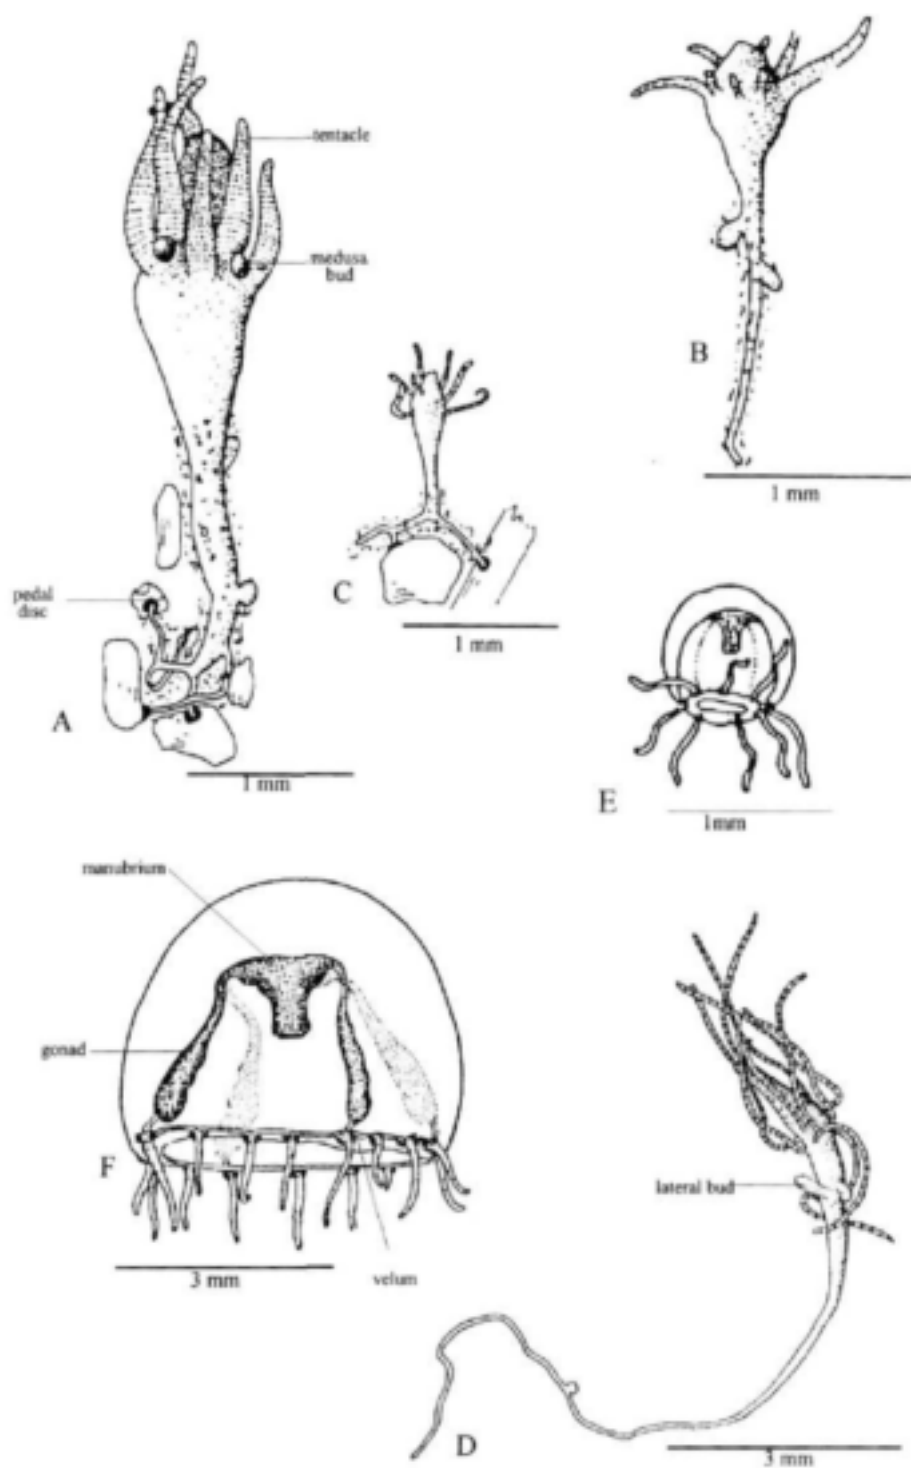 tentacle
medusa
bud
B
1 mm
C
pedal
disc
1 mm
A
1 mm
E
1mm
manubrium
gonad
F
lateral bud
3 mm
velum
D
3 mm